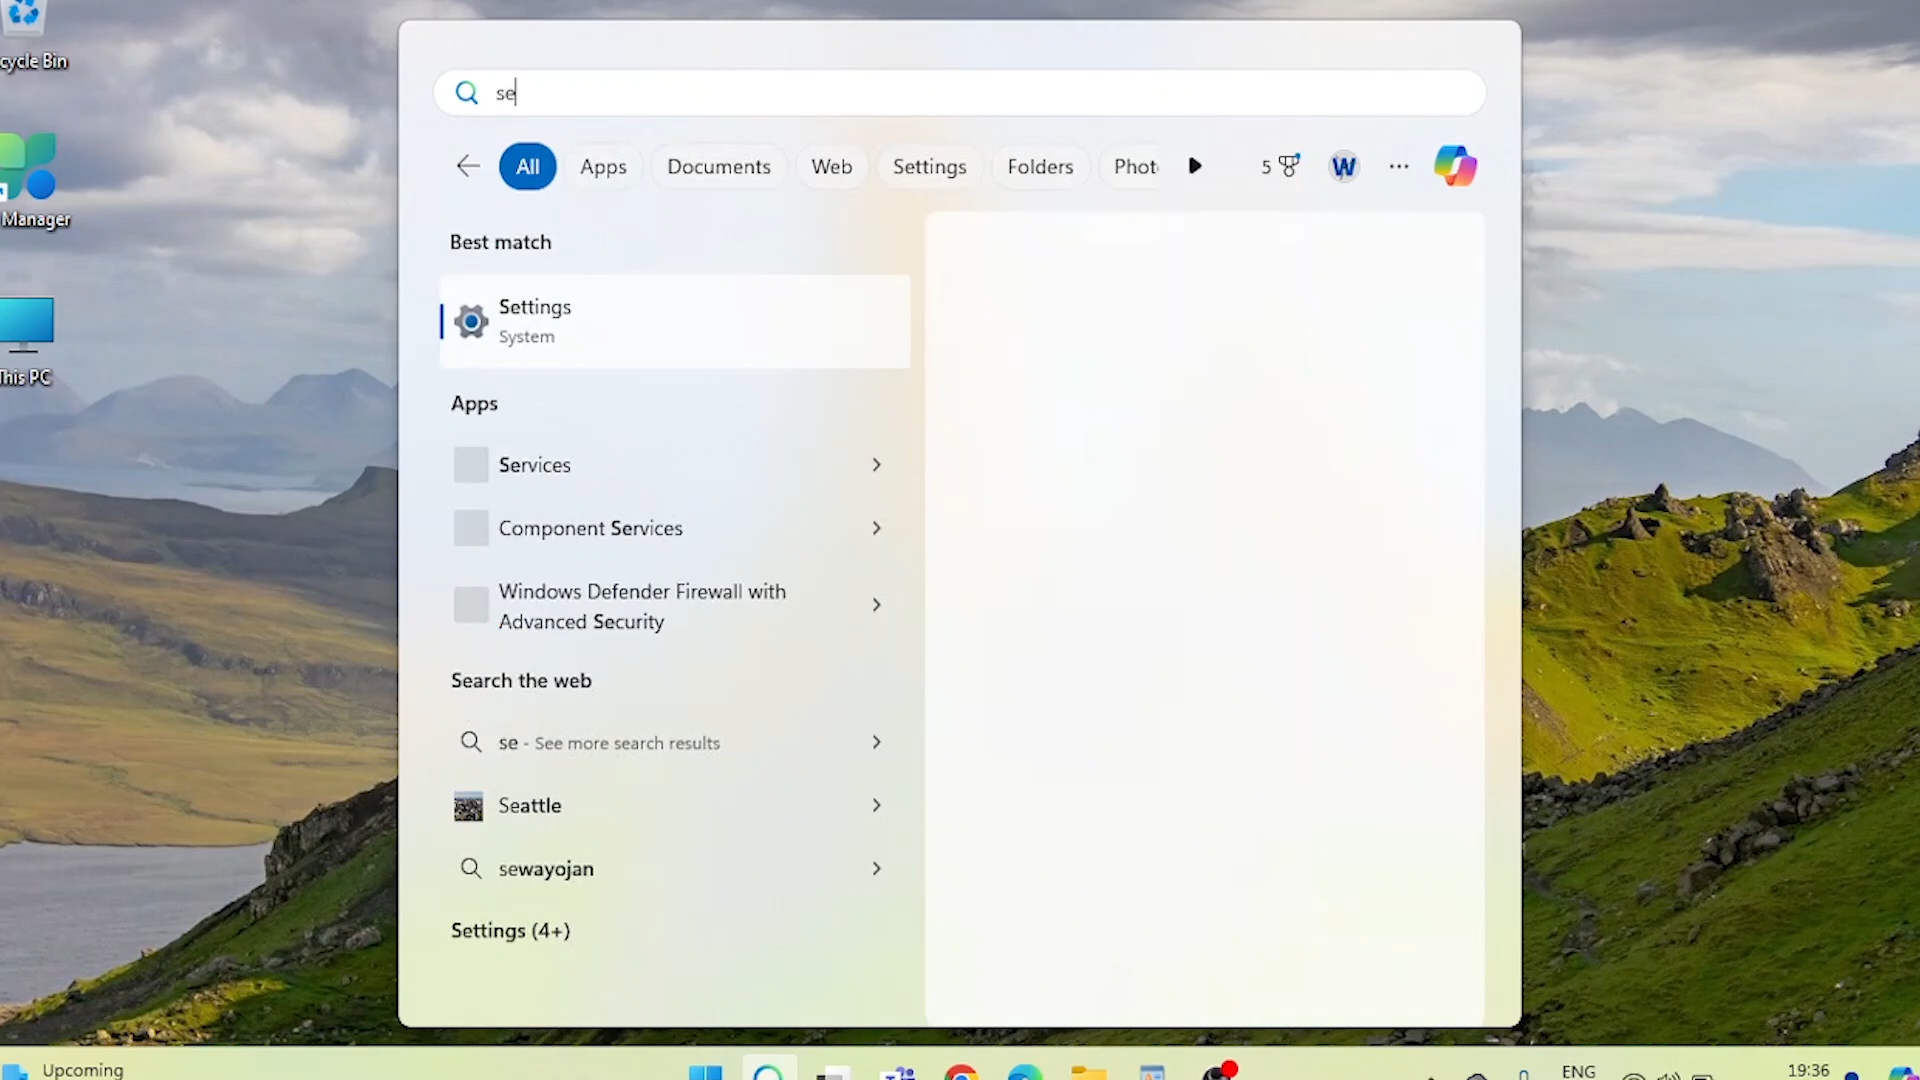 cycle Bin
Manager
This PC
se
All
Apps
Documents
Web
Settings
Folders
Phot
5
W
Best match
Settings
System
Apps
Services
Component Services
Windows Defender Firewall with
Advanced Security
Search the web
se - See more search results
Seattle
sewayojan
Settings (4+)
Upcoming
ENG
19:36